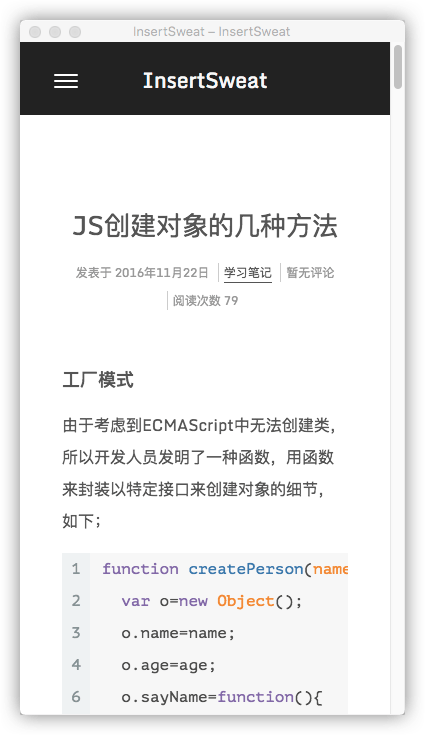 InsertSweat – InsertSweat
InsertSweat
JS创建对象的几种方法
发表于 2016年11月22日 学习笔记 暂无评论
阅读次数 79
工厂模式
由于考虑到ECMAScript中无法创建类，
所以开发人员发明了一种函数，用函数
来封装以特定接口来创建对象的细节，
如下；
1 function createPerson(name
2 var o=new Object();
3 o.name=name;
4 o.age=age;
6 o.sayName=function(){